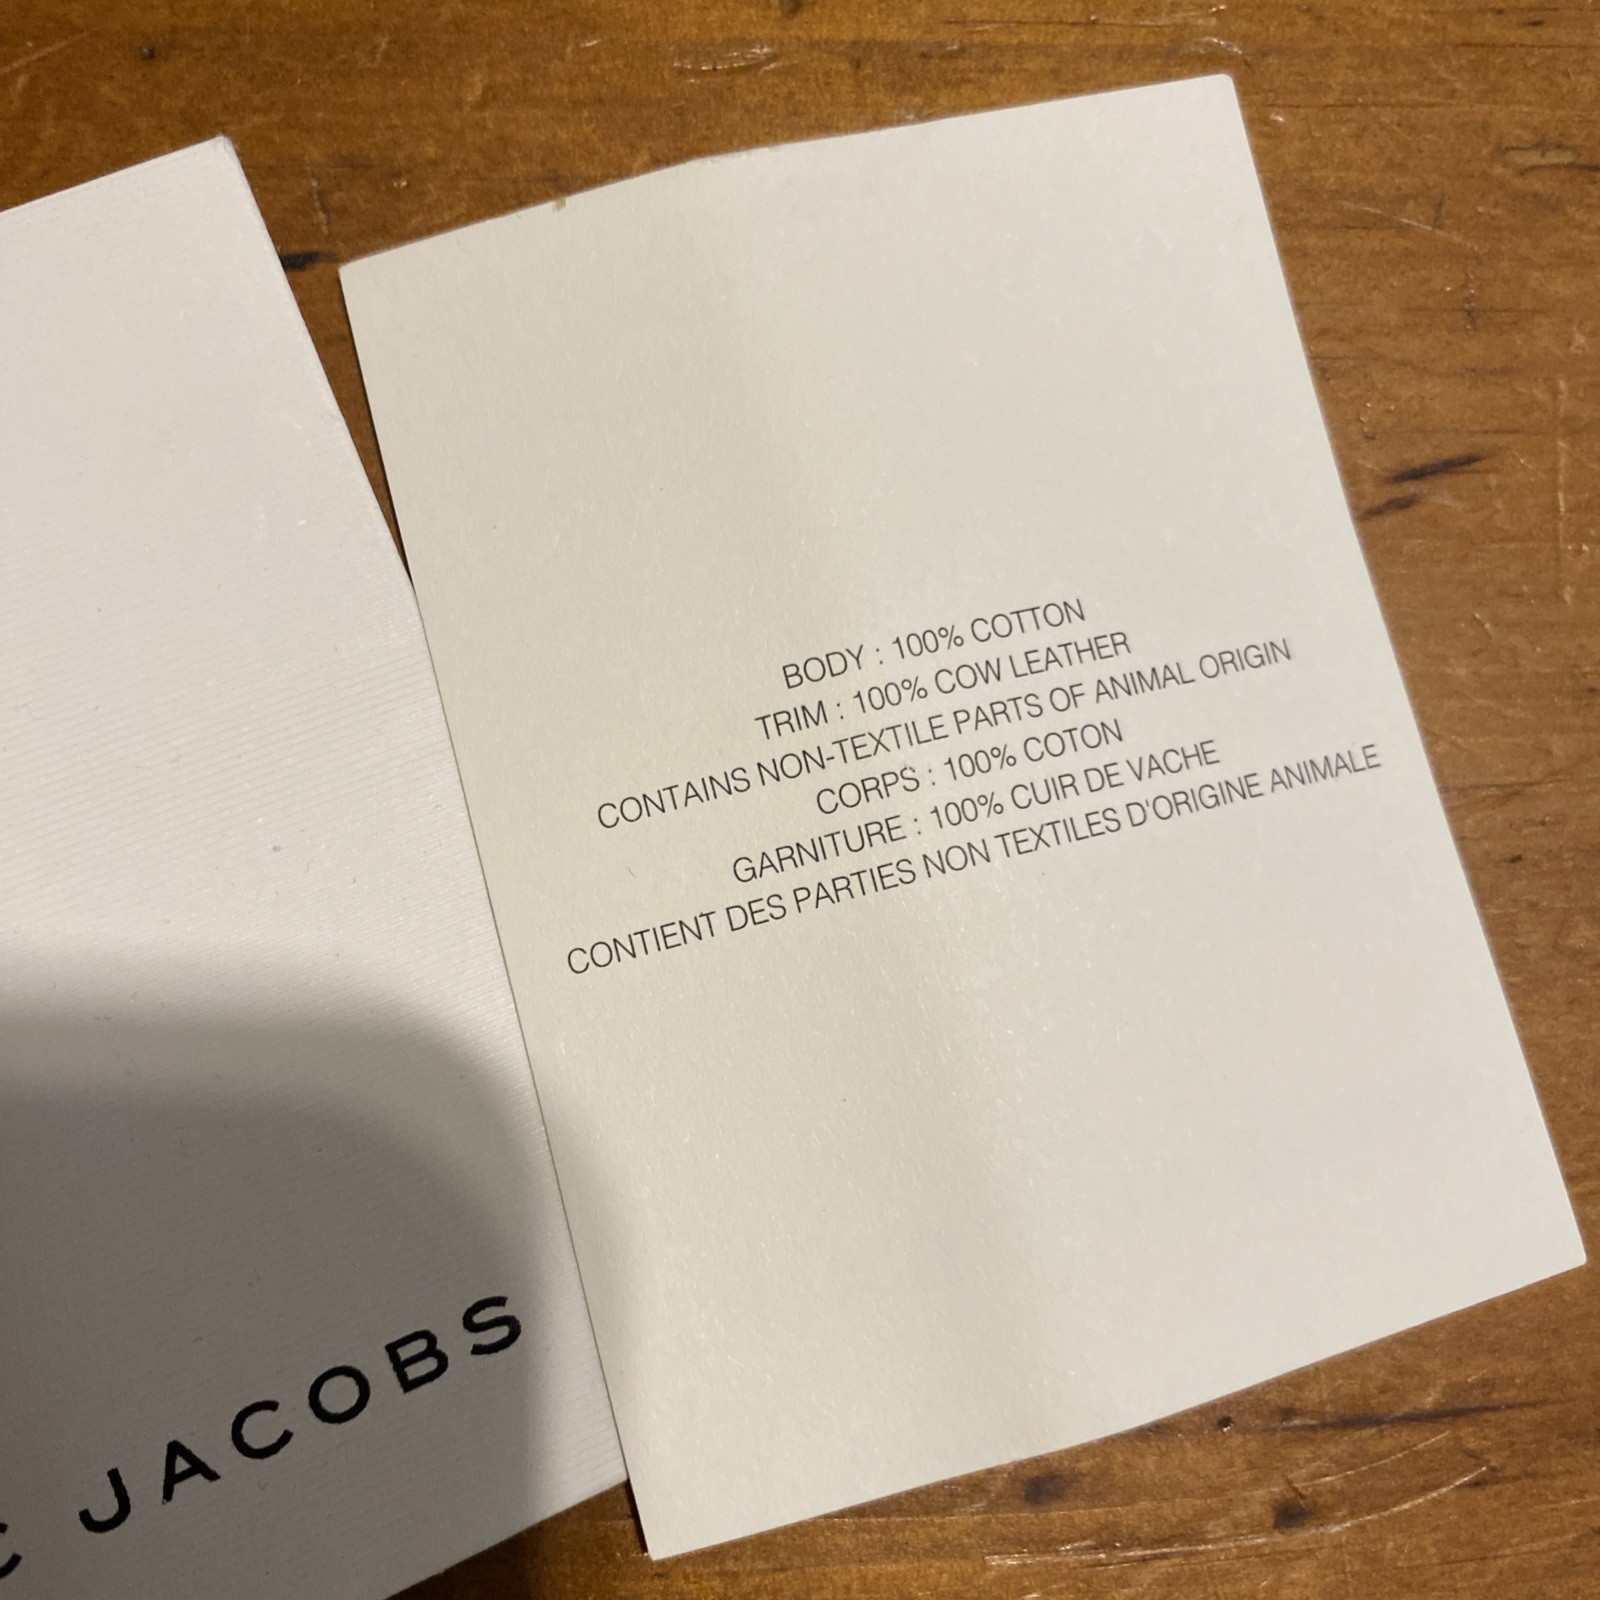 BODY : 100% COTTON
TRIM : 100% COW LEATHER
CONTAINS NON-TEXTILE PARTS OF ANIMAL ORIGIN
CORPS : 100% COTON
GARNITURE : 100% CUIR DE VACHE
CONTIENT DES PARTIES NON TEXTILES D'ORIGINE ANIMALE
C JACOBS